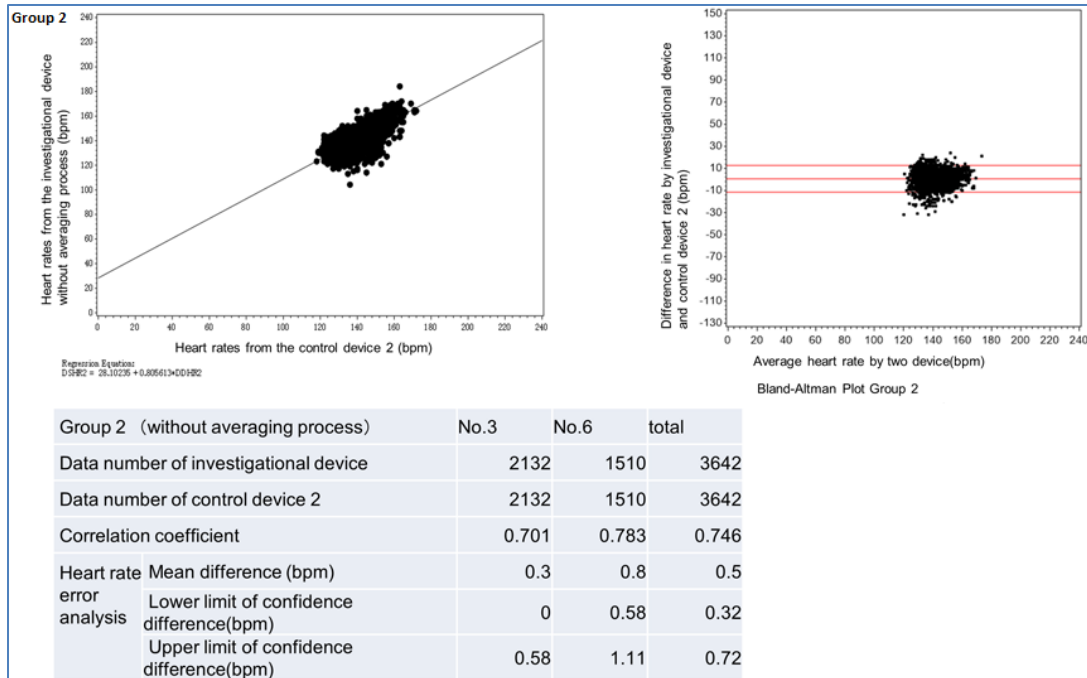 Group 2
240
220
200
180
160
140
120
100
80
60
40
20
0
Heart rates from the investigational device
without averaging process (bpm)
0 20 40 60 80 100 120 140 160 180 200 220 240
Heart rates from the control device 2 (bpm)
Regression Equation:
DSHR2 = 28.10235 + 0.805613*DDHR2
150
130
110
90
70
50
30
10
-10
-30
-50
-70
-90
-110
-130
Difference in heart rate by investigational device
and control device 2 (bpm)
0 20 40 60 80 100 120 140 160 180 200 220 240
Average heart rate by two device(bpm)
Bland-Altman Plot Group 2
Group 2 （without averaging process） No.3 No.6 total
Data number of investigational device 2132 1510 3642
Data number of control device 2 2132 1510 3642
Correlation coefficient 0.701 0.783 0.746
Heart rate error analysis
Mean difference (bpm) 0.3 0.8 0.5
Lower limit of confidence
difference(bpm) 0 0.58 0.32
Upper limit of confidence
difference(bpm) 0.58 1.11 0.72